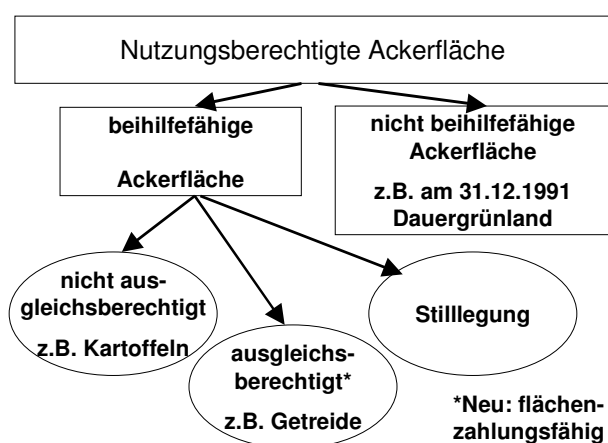 Nutzungsberechtigte Ackerfläche
beihilfefähige
Ackerfläche
nicht beihilfefähige
Ackerfläche
z.B. am 31.12.1991
Dauergrünland
nicht aus-
gleichsberechtigt
z.B. Kartoffeln
ausgleichs-
berechtigt*
z.B. Getreide
Stilllegung
*Neu: flächen-
zahlungsfähig